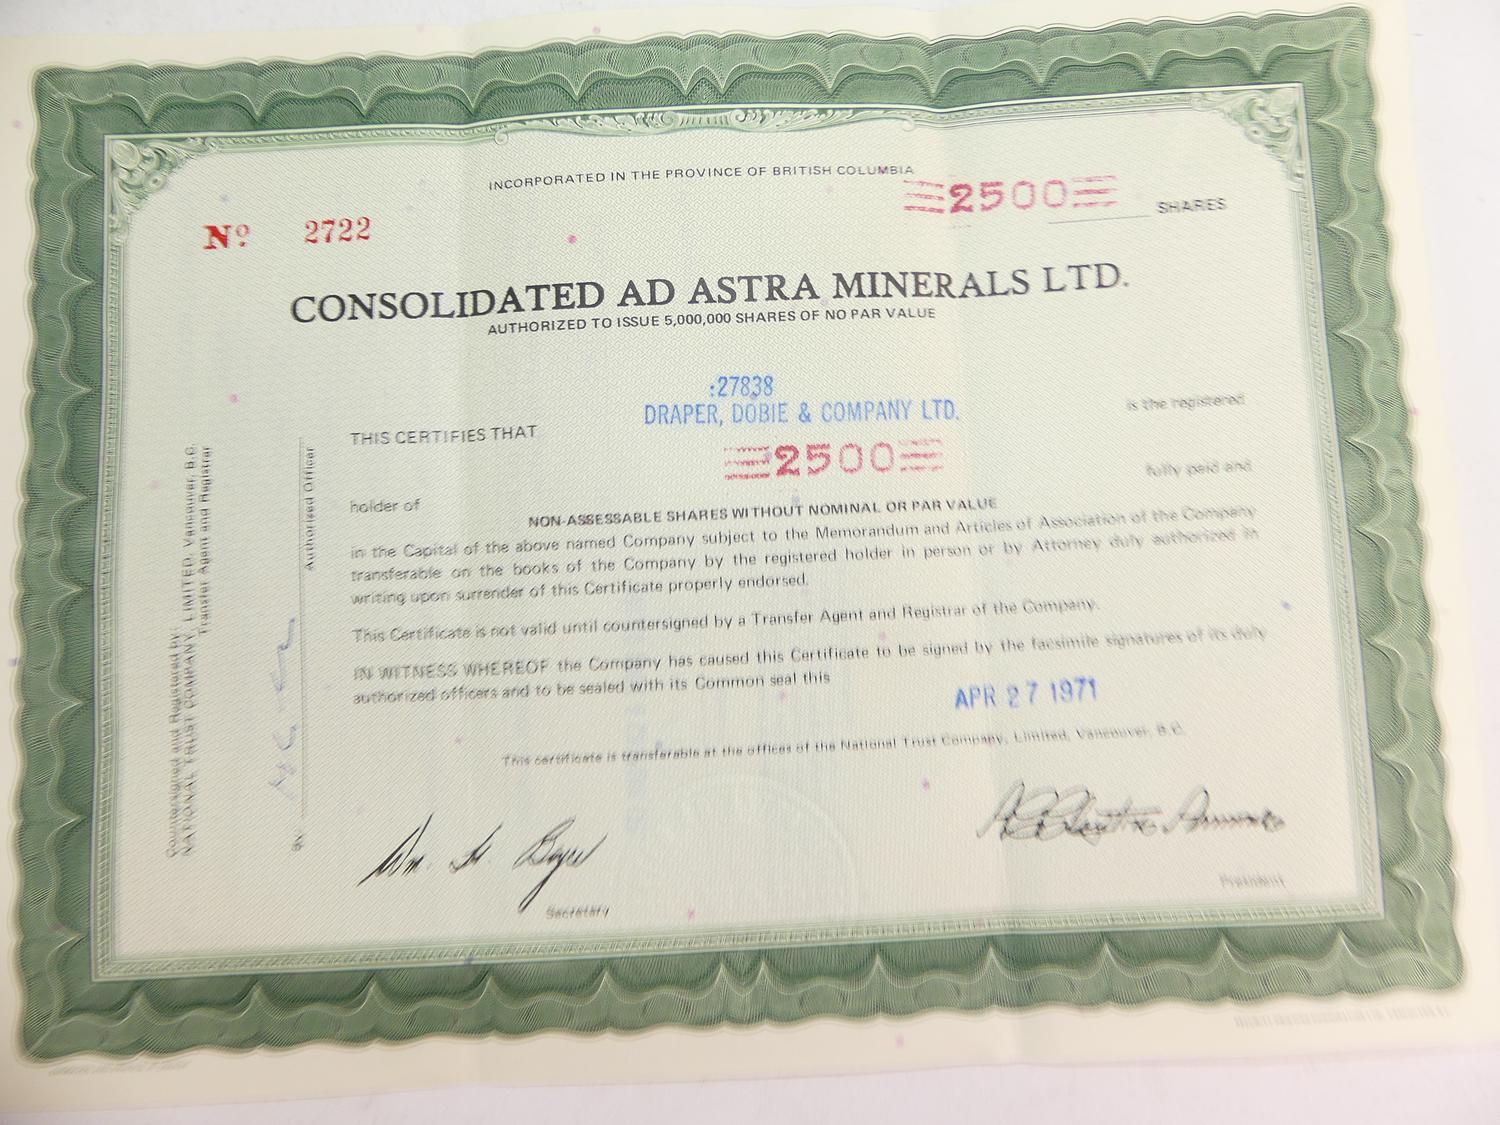 INCORPORATED IN THE PROVINCE OF BRITISH COLUMBIA
2500 SHARES
Nº 2722
CONSOLIDATED AD ASTRA MINERALS LTD.
AUTHORIZED TO ISSUE 5,000,000 SHARES OF NO PAR VALUE
:27838
DRAPER, DOBIE & COMPANY LTD.
THIS CERTIFIES THAT
is the registered
2500
holder of
fully paid and
NON-ASSESSABLE SHARES WITHOUT NOMINAL OR PAR VALUE
in the Capital of the above named Company subject to the Memorandum and Articles of Association of the Company
transferable on the books of the Company by the registered holder in person or by Attorney duly authorized in
writing upon surrender of this Certificate properly endorsed.
This Certificate is not valid until countersigned by a Transfer Agent and Registrar of the Company.
IN WITNESS WHEREOF the Company has caused this Certificate to be signed by the facsimile signatures of its duly
authorized officers and to be sealed with its Common seal this
APR 27 1971
This certificate is transferable at the offices of the National Trust Company, Limited, Vancouver, B.C.
Wm. H.
Secretary
President
Countersigned and Registered by:
NATIONAL TRUST COMPANY, LIMITED, Vancouver, B.C.
Transfer Agent and Registrar
By
Authorized Officer